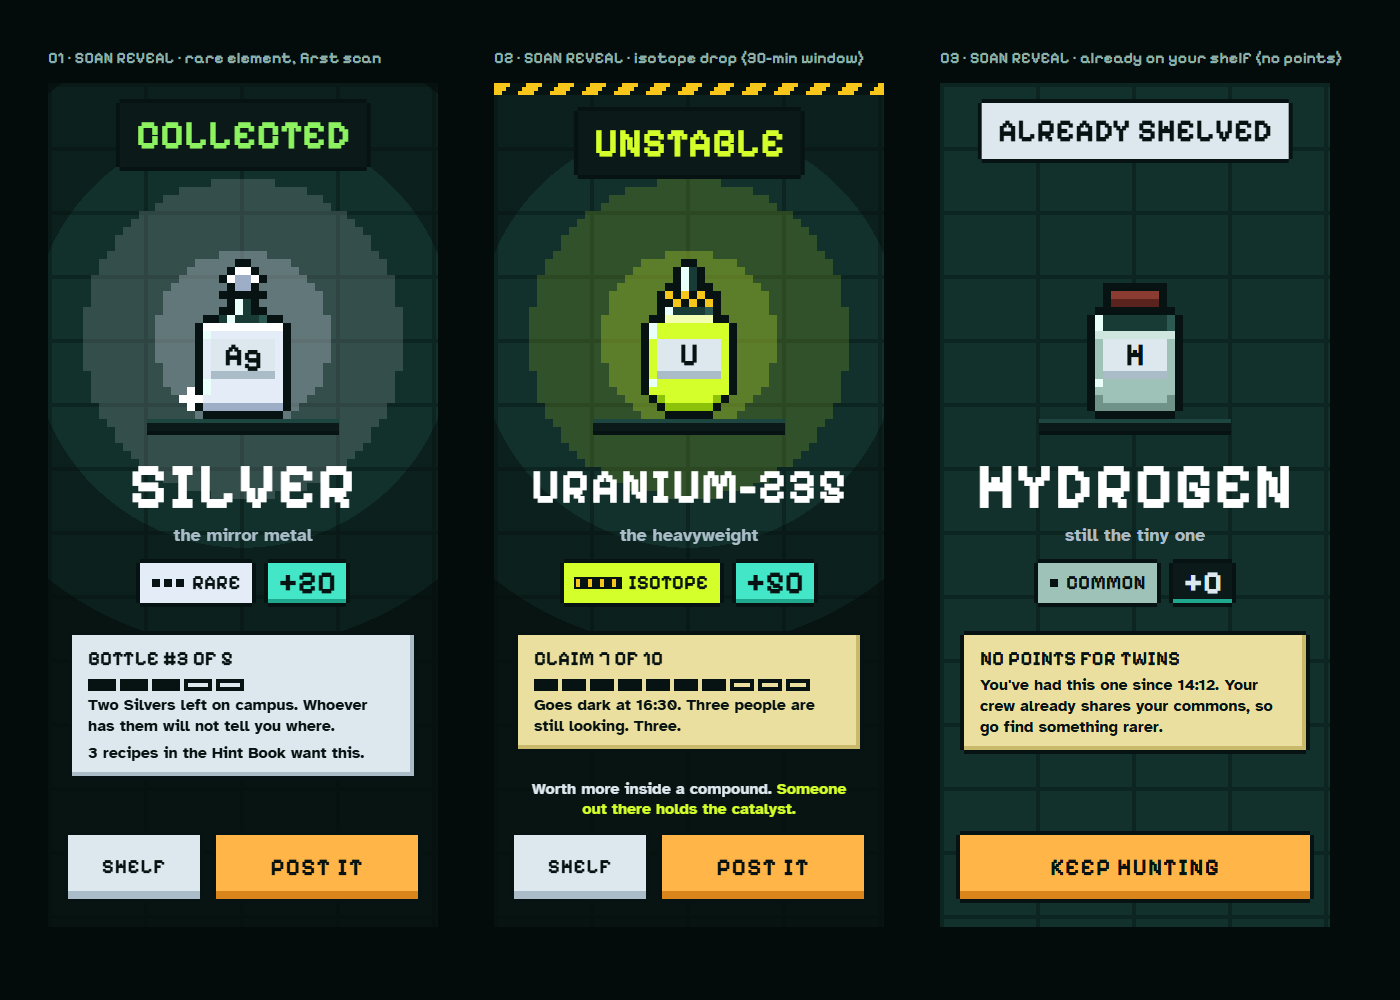 01 · SCAN REVEAL · rare element, first scan
COLLECTED
Ag
SILVER
the mirror metal
RARE
+20
BOTTLE #3 OF 5
Two Silvers left on campus. Whoever
has them will not tell you where.
3 recipes in the Hint Book want this.
SHELF
POST IT
02 · SCAN REVEAL · isotope drop (30-min window)
UNSTABLE
U
URANIUM-235
the heavyweight
ISOTOPE
+50
CLAIM 7 OF 10
Goes dark at 16:30. Three people are
still looking. Three.
Worth more inside a compound. Someone
out there holds the catalyst.
SHELF
POST IT
03 · SCAN REVEAL · already on your shelf (no points)
ALREADY SHELVED
H
HYDROGEN
still the tiny one
COMMON
+0
NO POINTS FOR TWINS
You've had this one since 14:12. Your
crew already shares your commons, so
go find something rarer.
KEEP HUNTING